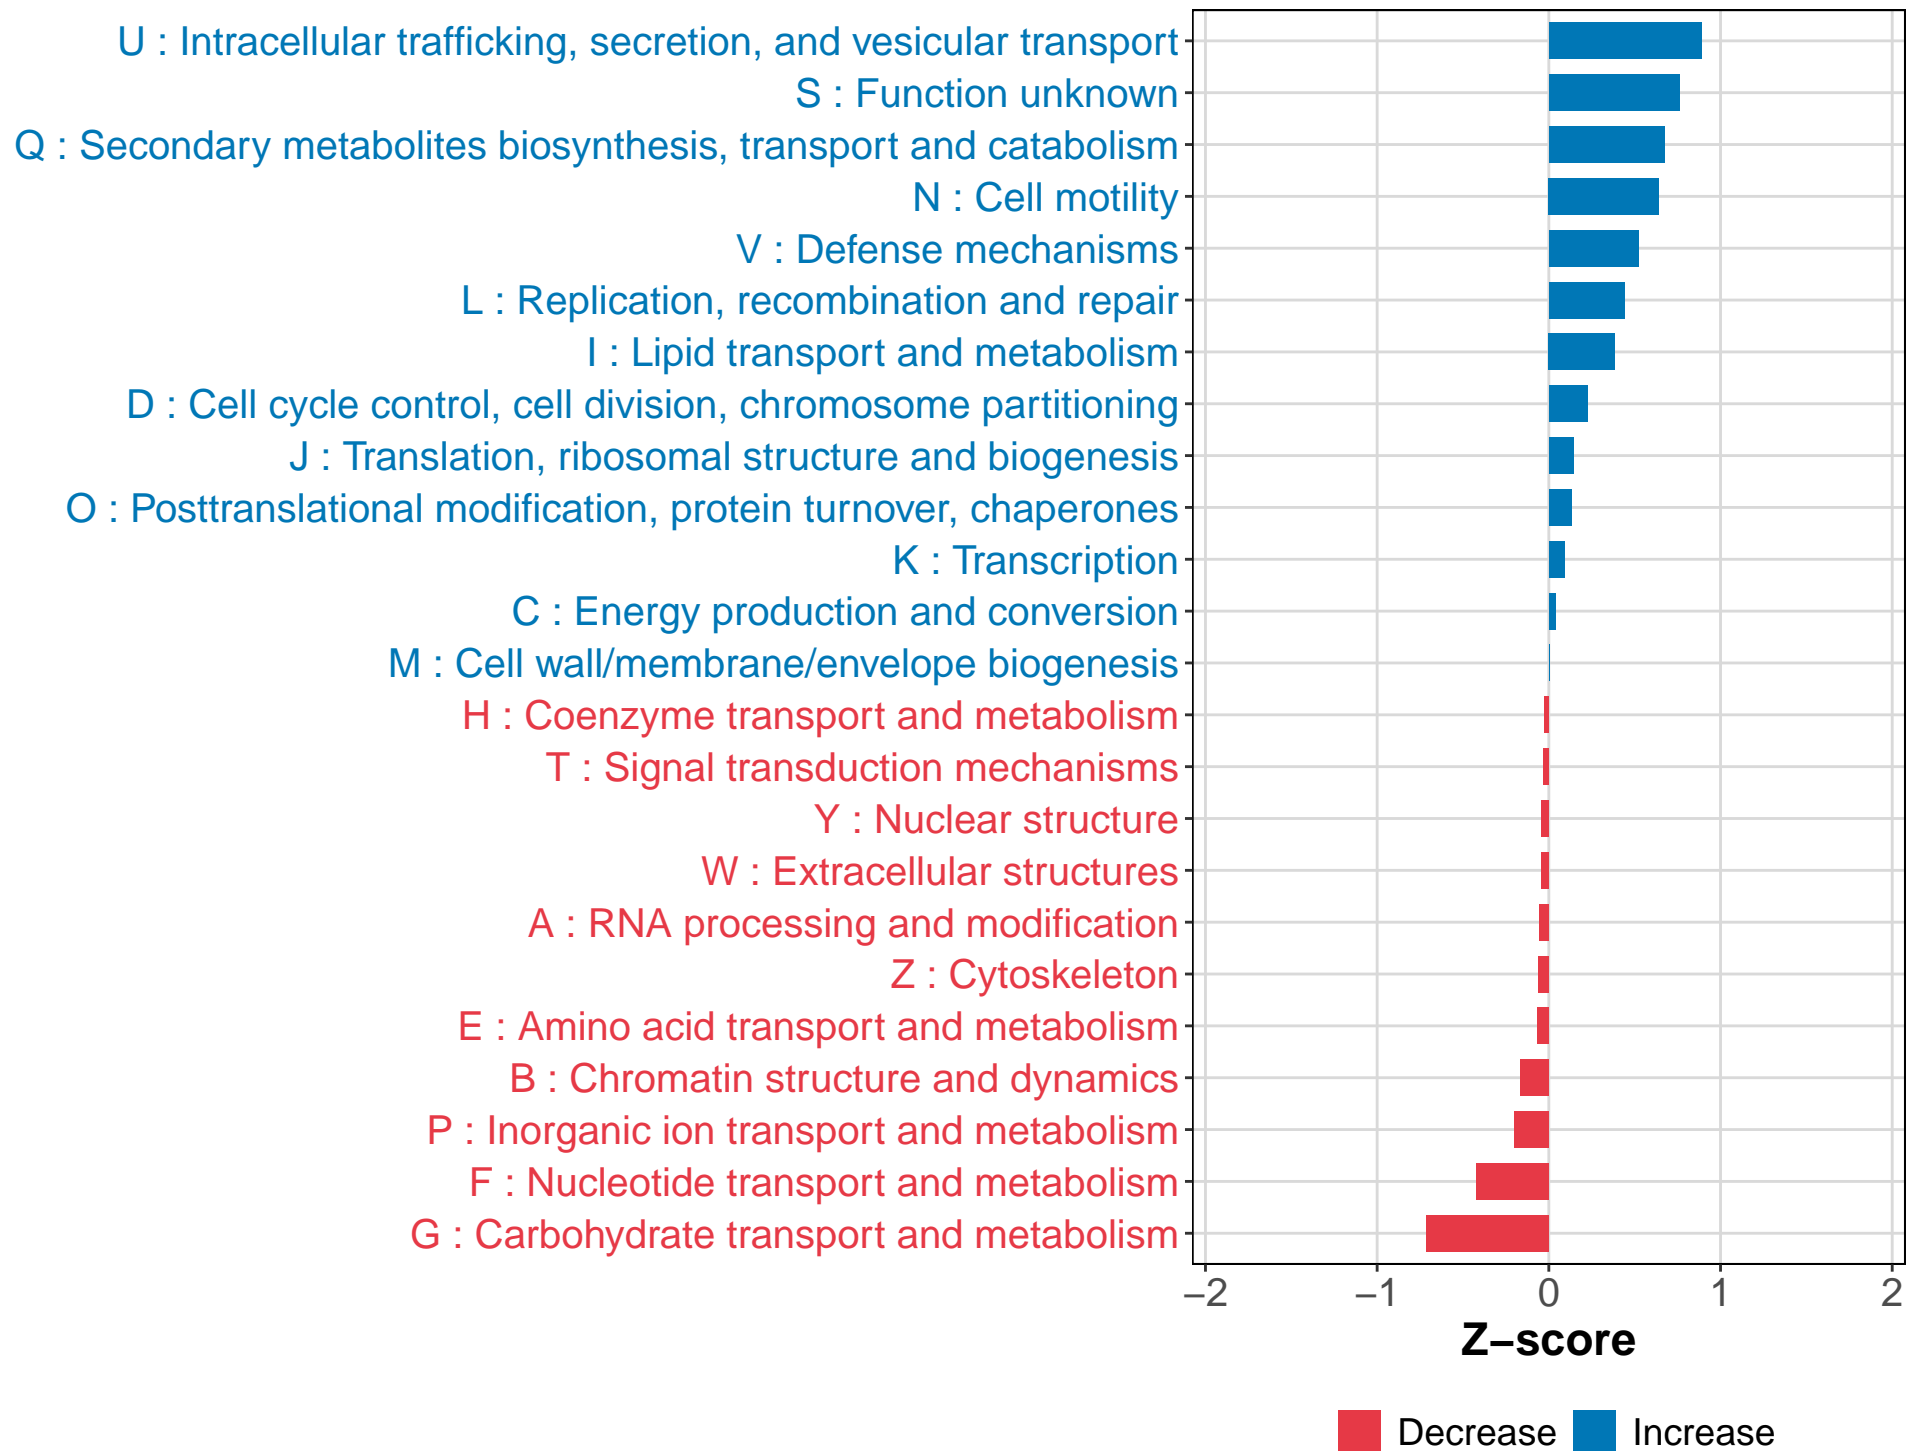 U : Intracellular trafficking, secretion, and vesicular transport
S : Function unknown
Q : Secondary metabolites biosynthesis, transport and catabolism
N : Cell motility
V : Defense mechanisms
L : Replication, recombination and repair
I : Lipid transport and metabolism
D : Cell cycle control, cell division, chromosome partitioning
J : Translation, ribosomal structure and biogenesis
O : Posttranslational modification, protein turnover, chaperones
K : Transcription
C : Energy production and conversion
M : Cell wall/membrane/envelope biogenesis
H : Coenzyme transport and metabolism
T : Signal transduction mechanisms
Y : Nuclear structure
W : Extracellular structures
A : RNA processing and modification
Z : Cytoskeleton
E : Amino acid transport and metabolism
B : Chromatin structure and dynamics
P : Inorganic ion transport and metabolism
F : Nucleotide transport and metabolism
G : Carbohydrate transport and metabolism
−2 −1 0 1 2
Z−score
Decrease Increase